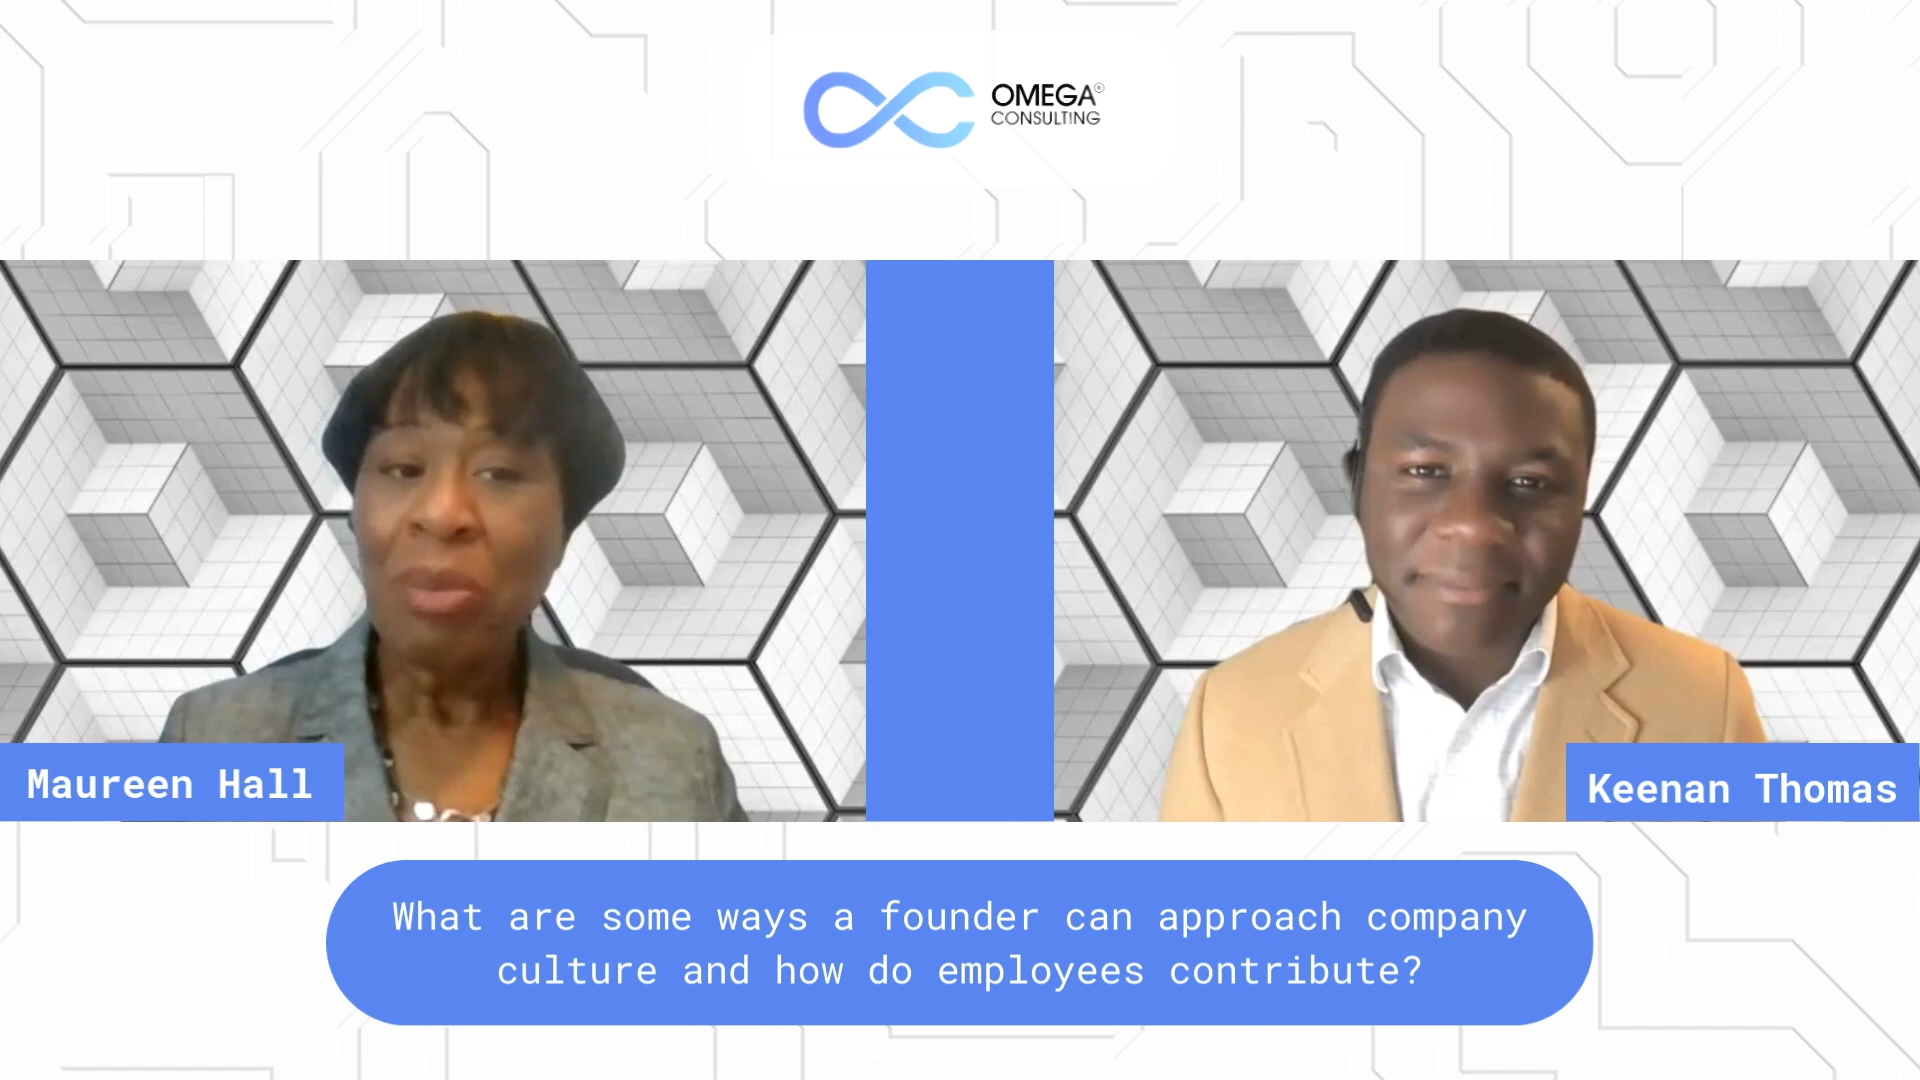 OMEGA®
CONSULTING
Maureen Hall
Keenan Thomas
What are some ways a founder can approach company
culture and how do employees contribute?